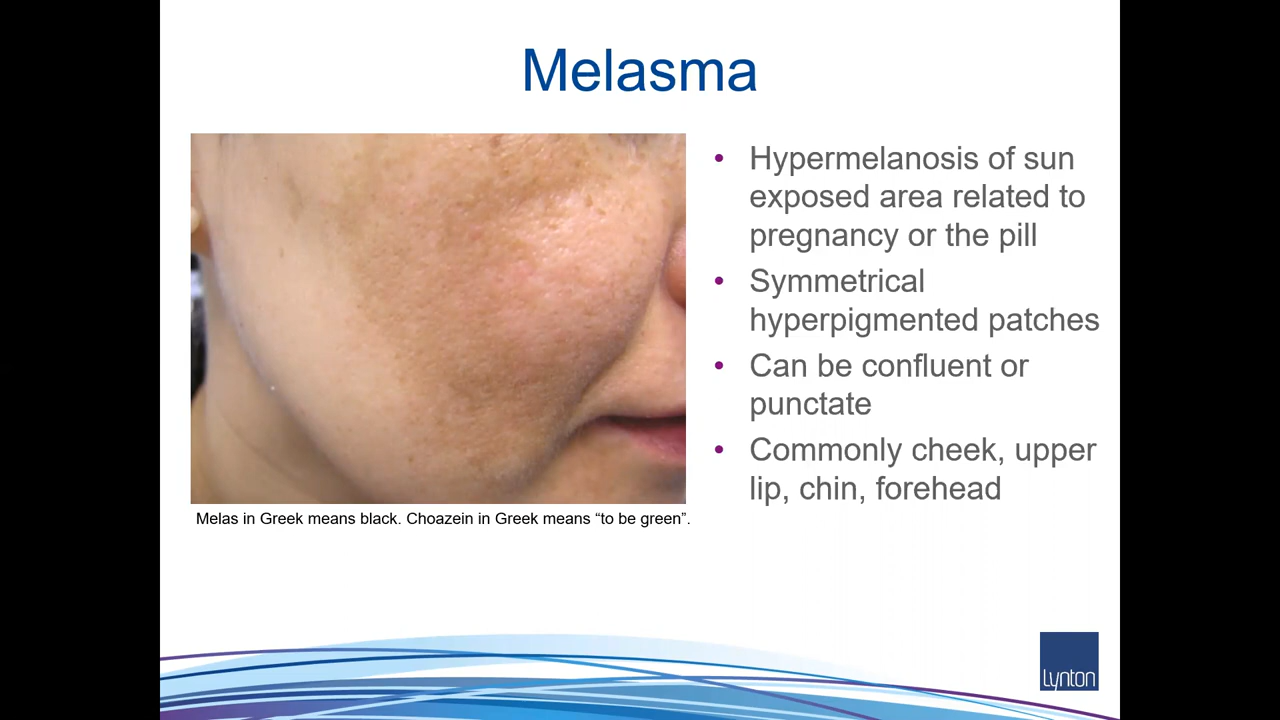 Melasma
• Hypermelanosis of sun
exposed area related to
pregnancy or the pill
• Symmetrical
hyperpigmented patches
• Can be confluent or
punctate
• Commonly cheek, upper
lip, chin, forehead
Melas in Greek means black. Choazein in Greek means “to be green”.
Lynton